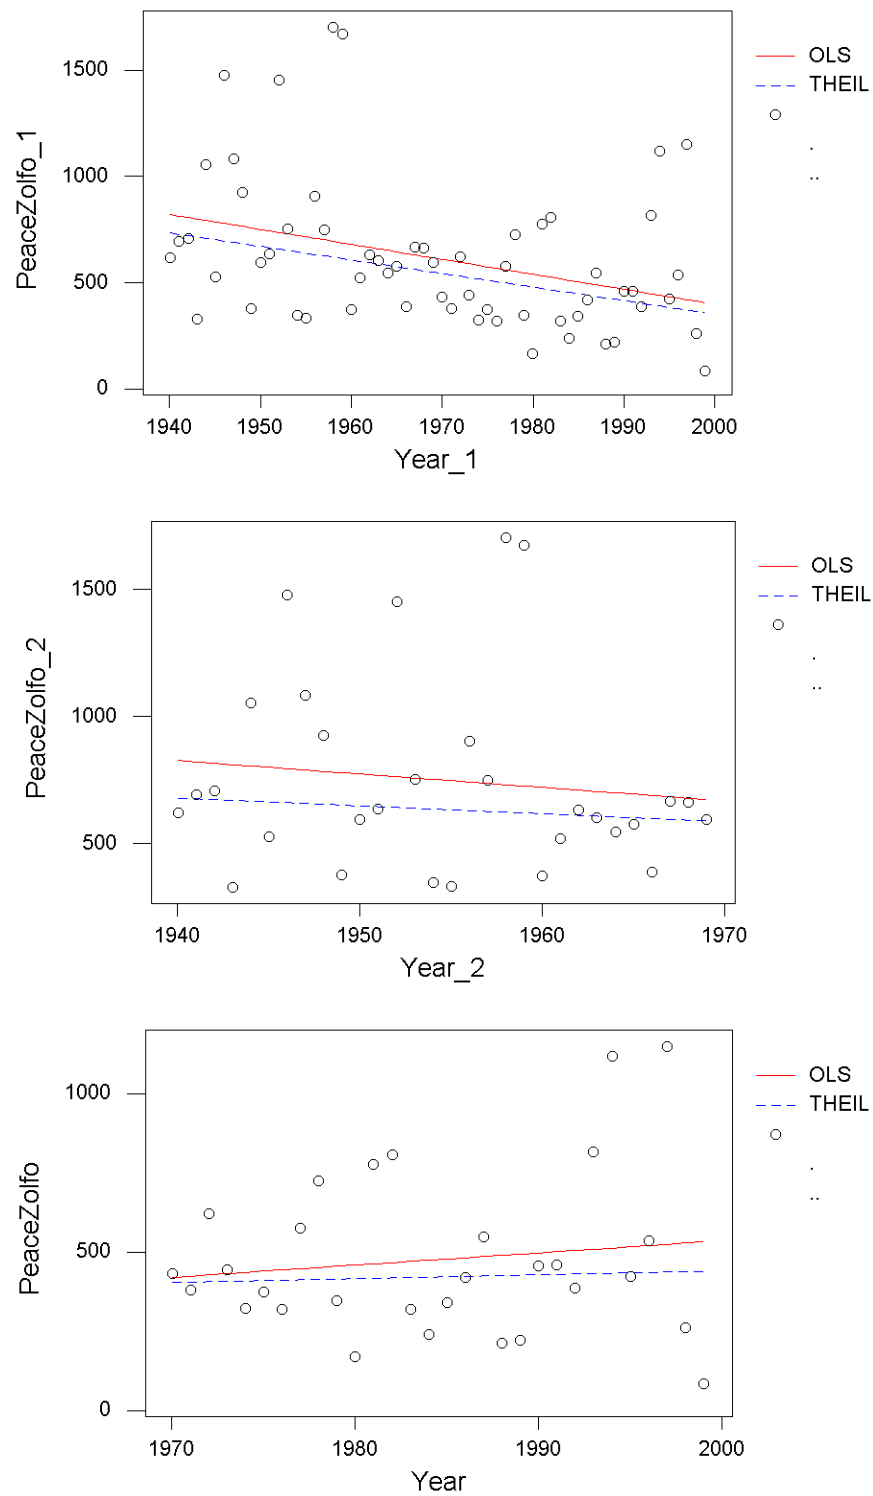 PeaceZolfo_1
1500
1000
500
0
1940 1950 1960 1970 1980 1990 2000
Year_1
OLS
THEIL
.
..
PeaceZolfo_2
1500
1000
500
1940 1950 1960 1970
Year_2
OLS
THEIL
.
..
PeaceZolfo
1000
500
0
1970 1980 1990 2000
Year
OLS
THEIL
.
..